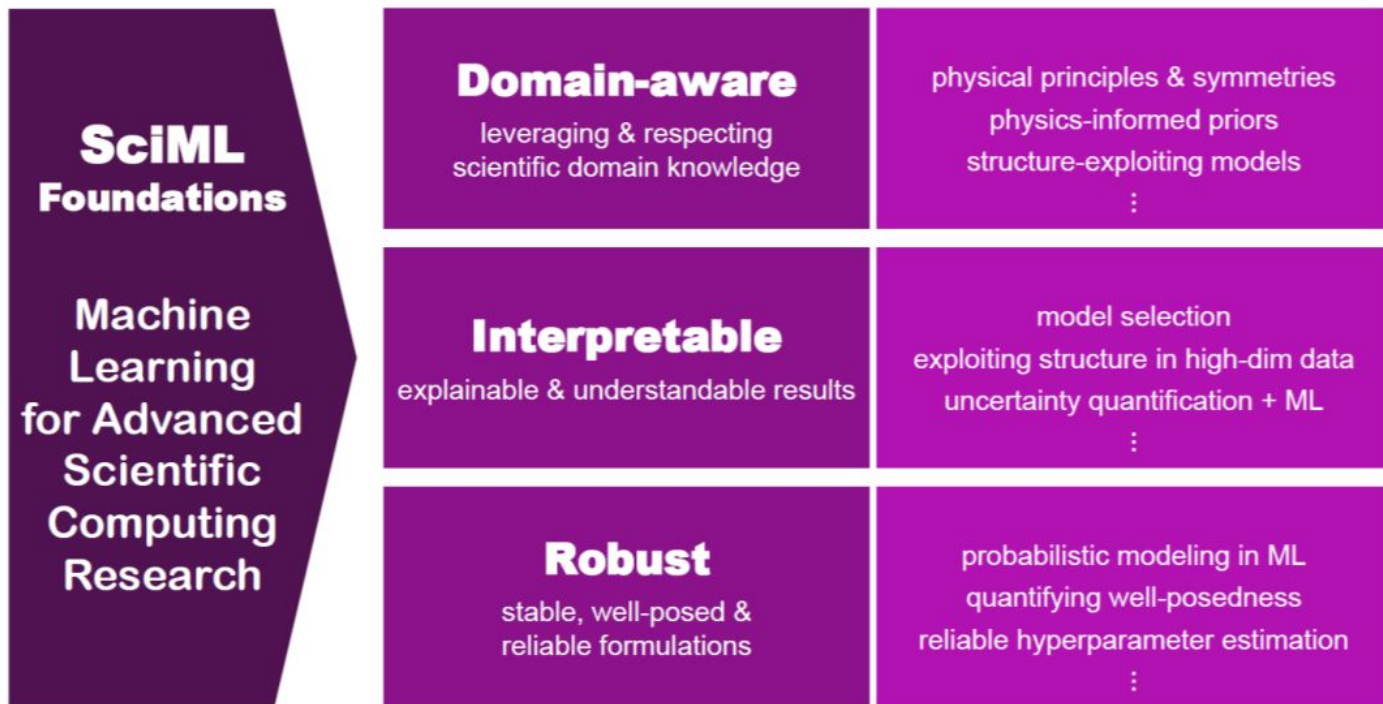 SciML
Foundations
Machine
Learning
for Advanced
Scientific
Computing
Research
Domain-aware
leveraging & respecting
scientific domain knowledge
physical principles & symmetries
physics-informed priors
structure-exploiting models
⋮
Interpretable
explainable & understandable results
model selection
exploiting structure in high-dim data
uncertainty quantification + ML
⋮
Robust
stable, well-posed &
reliable formulations
probabilistic modeling in ML
quantifying well-posedness
reliable hyperparameter estimation
⋮